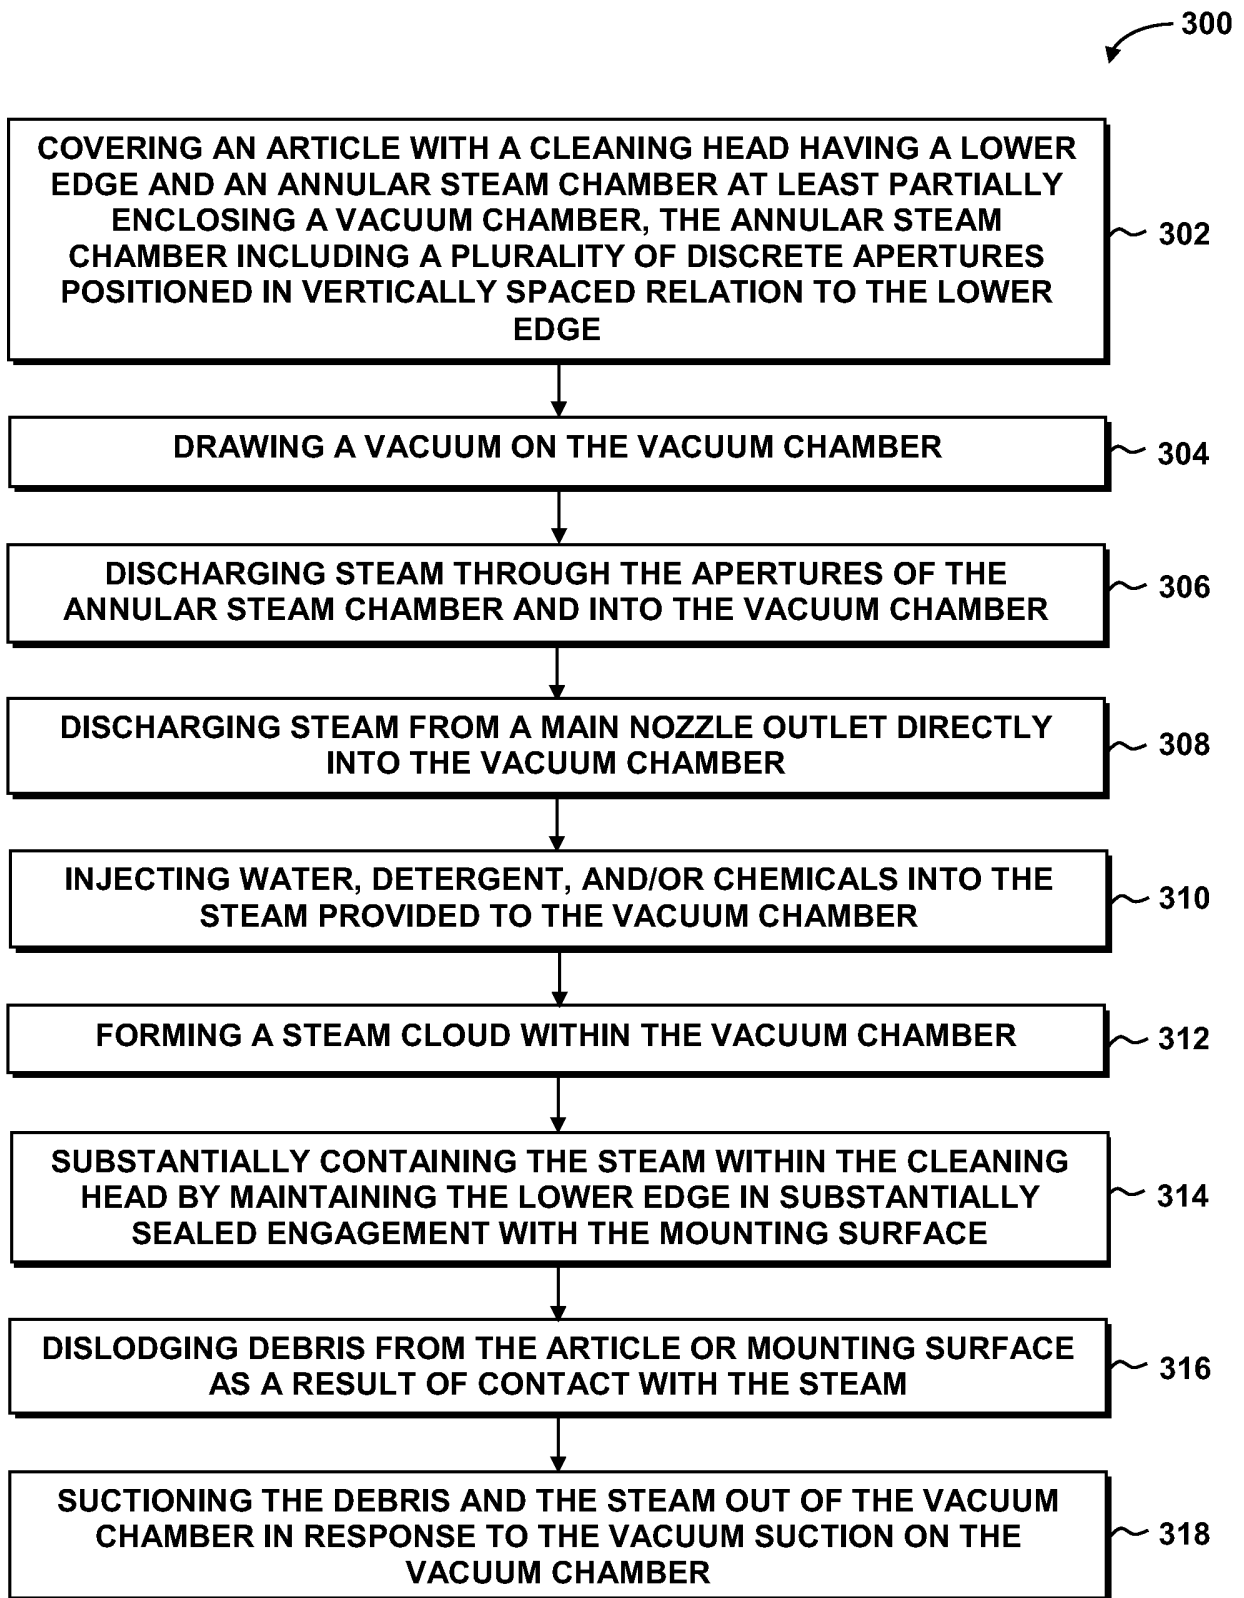 300
COVERING AN ARTICLE WITH A CLEANING HEAD HAVING A LOWER
EDGE AND AN ANNULAR STEAM CHAMBER AT LEAST PARTIALLY
ENCLOSING A VACUUM CHAMBER, THE ANNULAR STEAM
CHAMBER INCLUDING A PLURALITY OF DISCRETE APERTURES
POSITIONED IN VERTICALLY SPACED RELATION TO THE LOWER
EDGE
302
DRAWING A VACUUM ON THE VACUUM CHAMBER
304
DISCHARGING STEAM THROUGH THE APERTURES OF THE
ANNULAR STEAM CHAMBER AND INTO THE VACUUM CHAMBER
306
DISCHARGING STEAM FROM A MAIN NOZZLE OUTLET DIRECTLY
INTO THE VACUUM CHAMBER
308
INJECTING WATER, DETERGENT, AND/OR CHEMICALS INTO THE
STEAM PROVIDED TO THE VACUUM CHAMBER
310
FORMING A STEAM CLOUD WITHIN THE VACUUM CHAMBER
312
SUBSTANTIALLY CONTAINING THE STEAM WITHIN THE CLEANING
HEAD BY MAINTAINING THE LOWER EDGE IN SUBSTANTIALLY
SEALED ENGAGEMENT WITH THE MOUNTING SURFACE
314
DISLODGING DEBRIS FROM THE ARTICLE OR MOUNTING SURFACE
AS A RESULT OF CONTACT WITH THE STEAM
316
SUCTIONING THE DEBRIS AND THE STEAM OUT OF THE VACUUM
CHAMBER IN RESPONSE TO THE VACUUM SUCTION ON THE
VACUUM CHAMBER
318